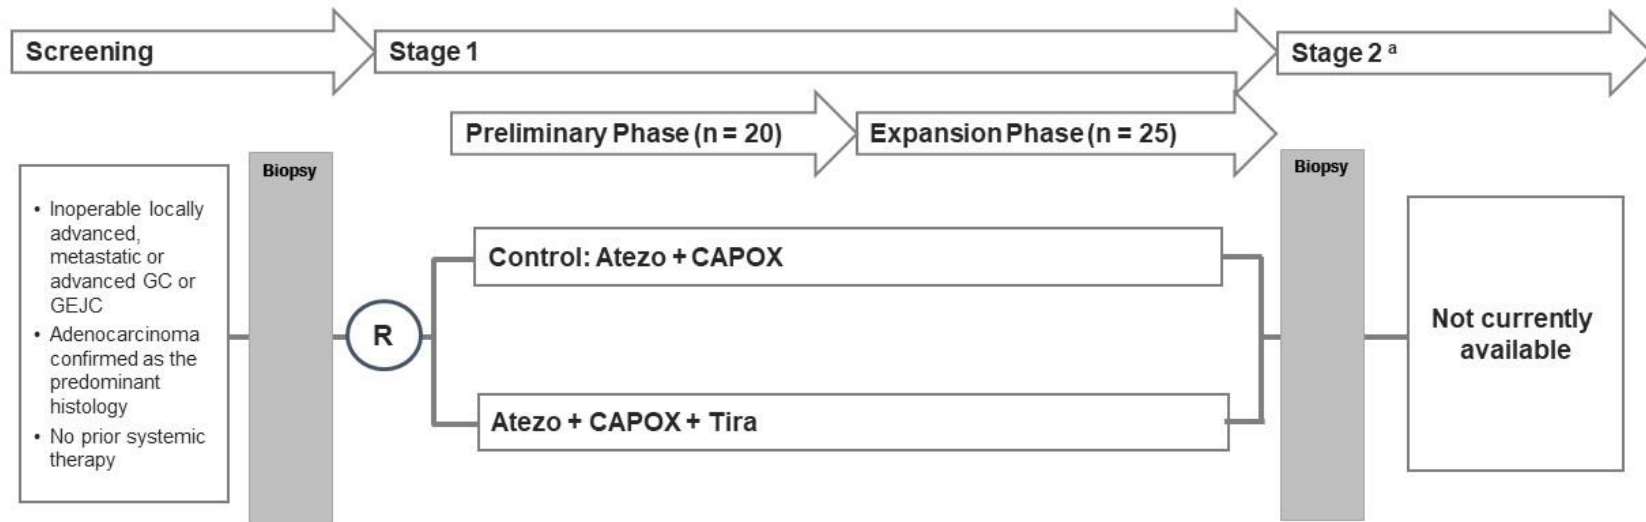 Screening
Stage 1
Stage 2 a
Preliminary Phase (n = 20)
Expansion Phase (n = 25)
• Inoperable locally
advanced,
metastatic or
advanced GC or
GEJC
• Adenocarcinoma
confirmed as the
predominant
histology
• No prior systemic
therapy
Biopsy
R
Control: Atezo + CAPOX
Atezo + CAPOX + Tira
Biopsy
Not currently
available